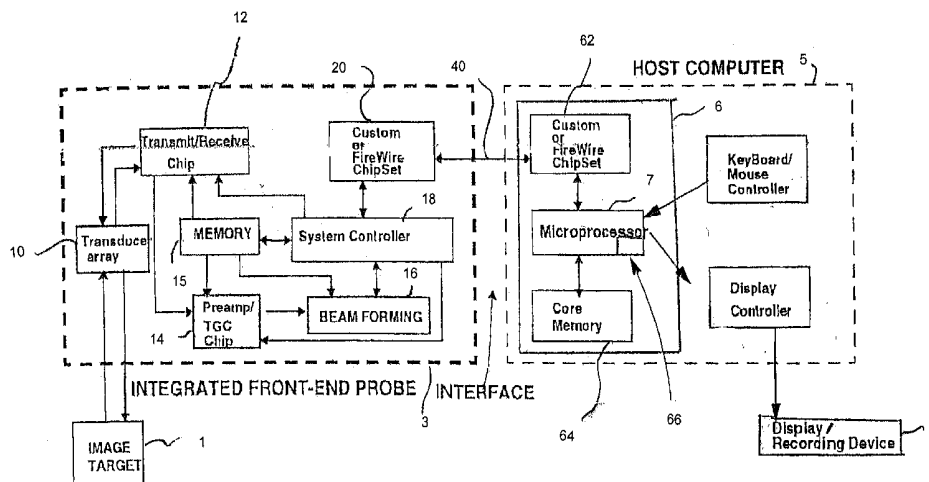 12
20
40
62
HOST COMPUTER
5
6
Transmit/Receive
Chip
Custom
or
FireWire
ChipSet
Custom
or
FireWire
ChipSet
KeyBoard/
Mouse
Controller
18
7
10
Transducer
array
MEMORY
System Controller
Microprocessor
15
16
Preamp/
TGC
Chip
14
BEAM FORMING
Core
Memory
Display
Controller
INTEGRATED FRONT-END PROBE
INTERFACE
3
64
66
IMAGE
TARGET
1
Display /
Recording Device